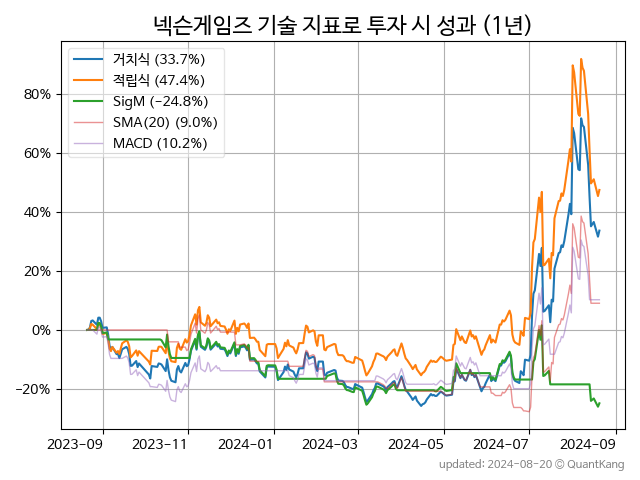 넥슨게임즈 기술 지표로 투자 시 성과 (1년)
거치식 (33.7%)
적립식 (47.4%)
SigM (−24.8%)
SMA(20) (9.0%)
MACD (10.2%)
80%
60%
40%
20%
0%
−20%
2023-09 2023-11 2024-01 2024-03 2024-05 2024-07 2024-09
updated: 2024-08-20 © QuantKang